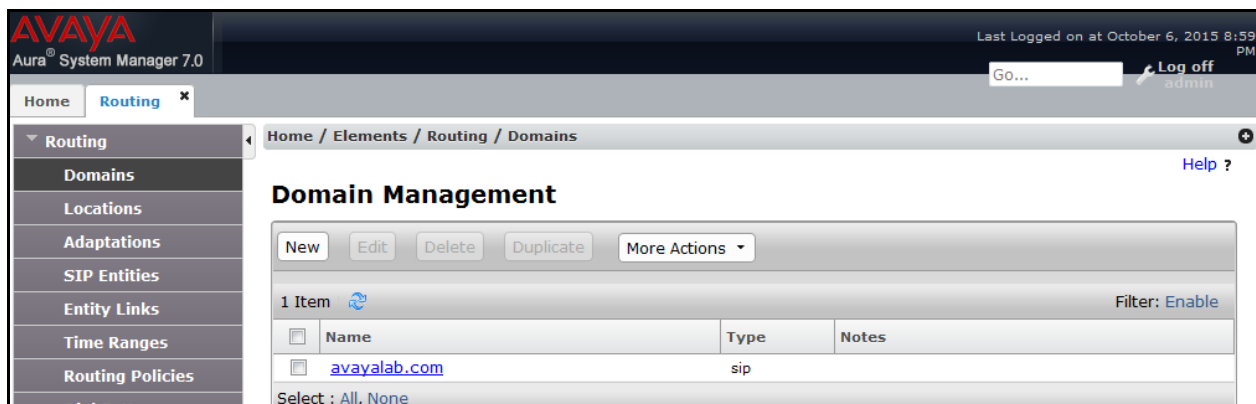 AVAYA
Aura® System Manager 7.0
Last Logged on at October 6, 2015 8:59
PM
Go...
Log off
admin
Home
Routing ×
Routing
Domains
Locations
Adaptations
SIP Entities
Entity Links
Time Ranges
Routing Policies
Home / Elements / Routing / Domains
Help ?
Domain Management
New Edit Delete Duplicate More Actions
1 Item Filter: Enable
Name Type Notes
avayalab.com sip
Select : All, None